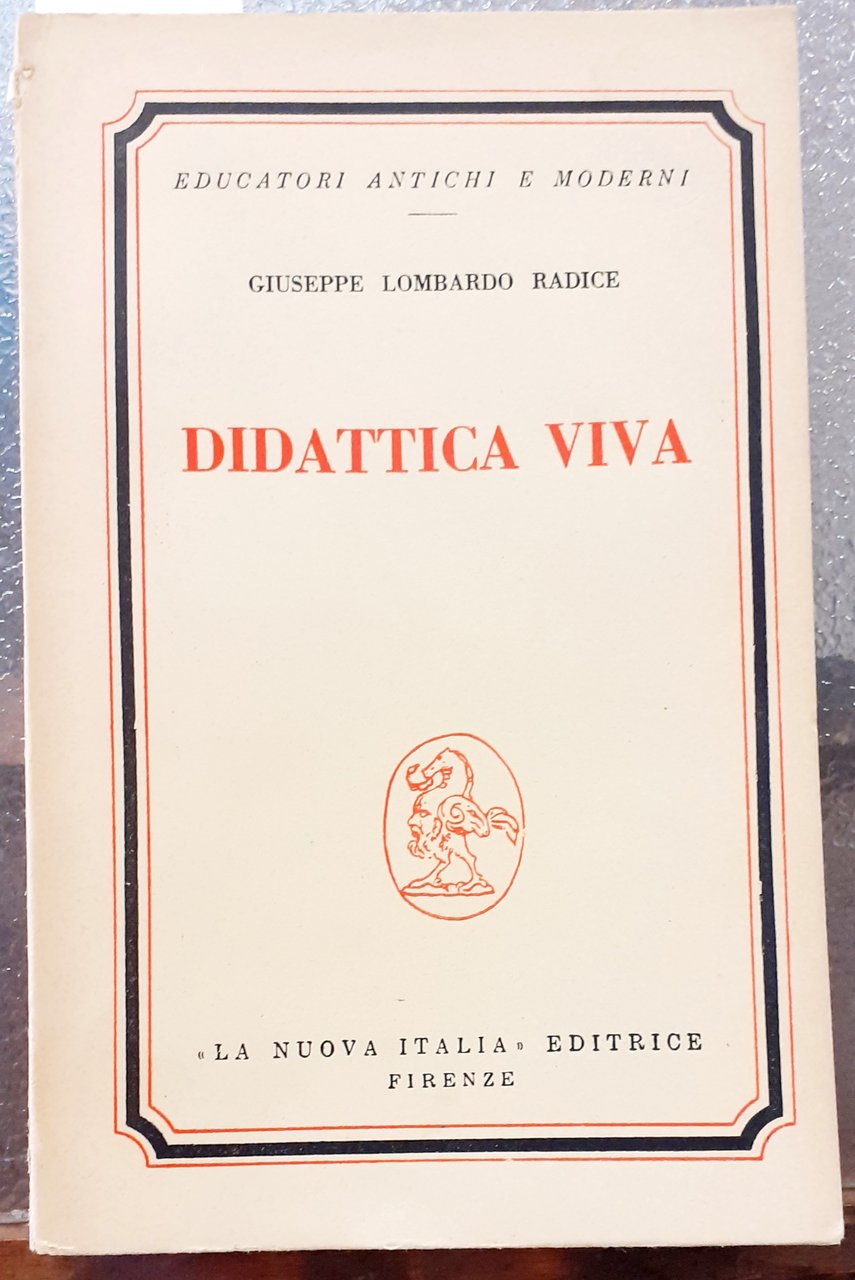 EDUCATORI ANTICHI E MODERNI
GIUSEPPE LOMBARDO RADICE
DIDATTICA VIVA
«LA NUOVA ITALIA» EDITRICE
FIRENZE